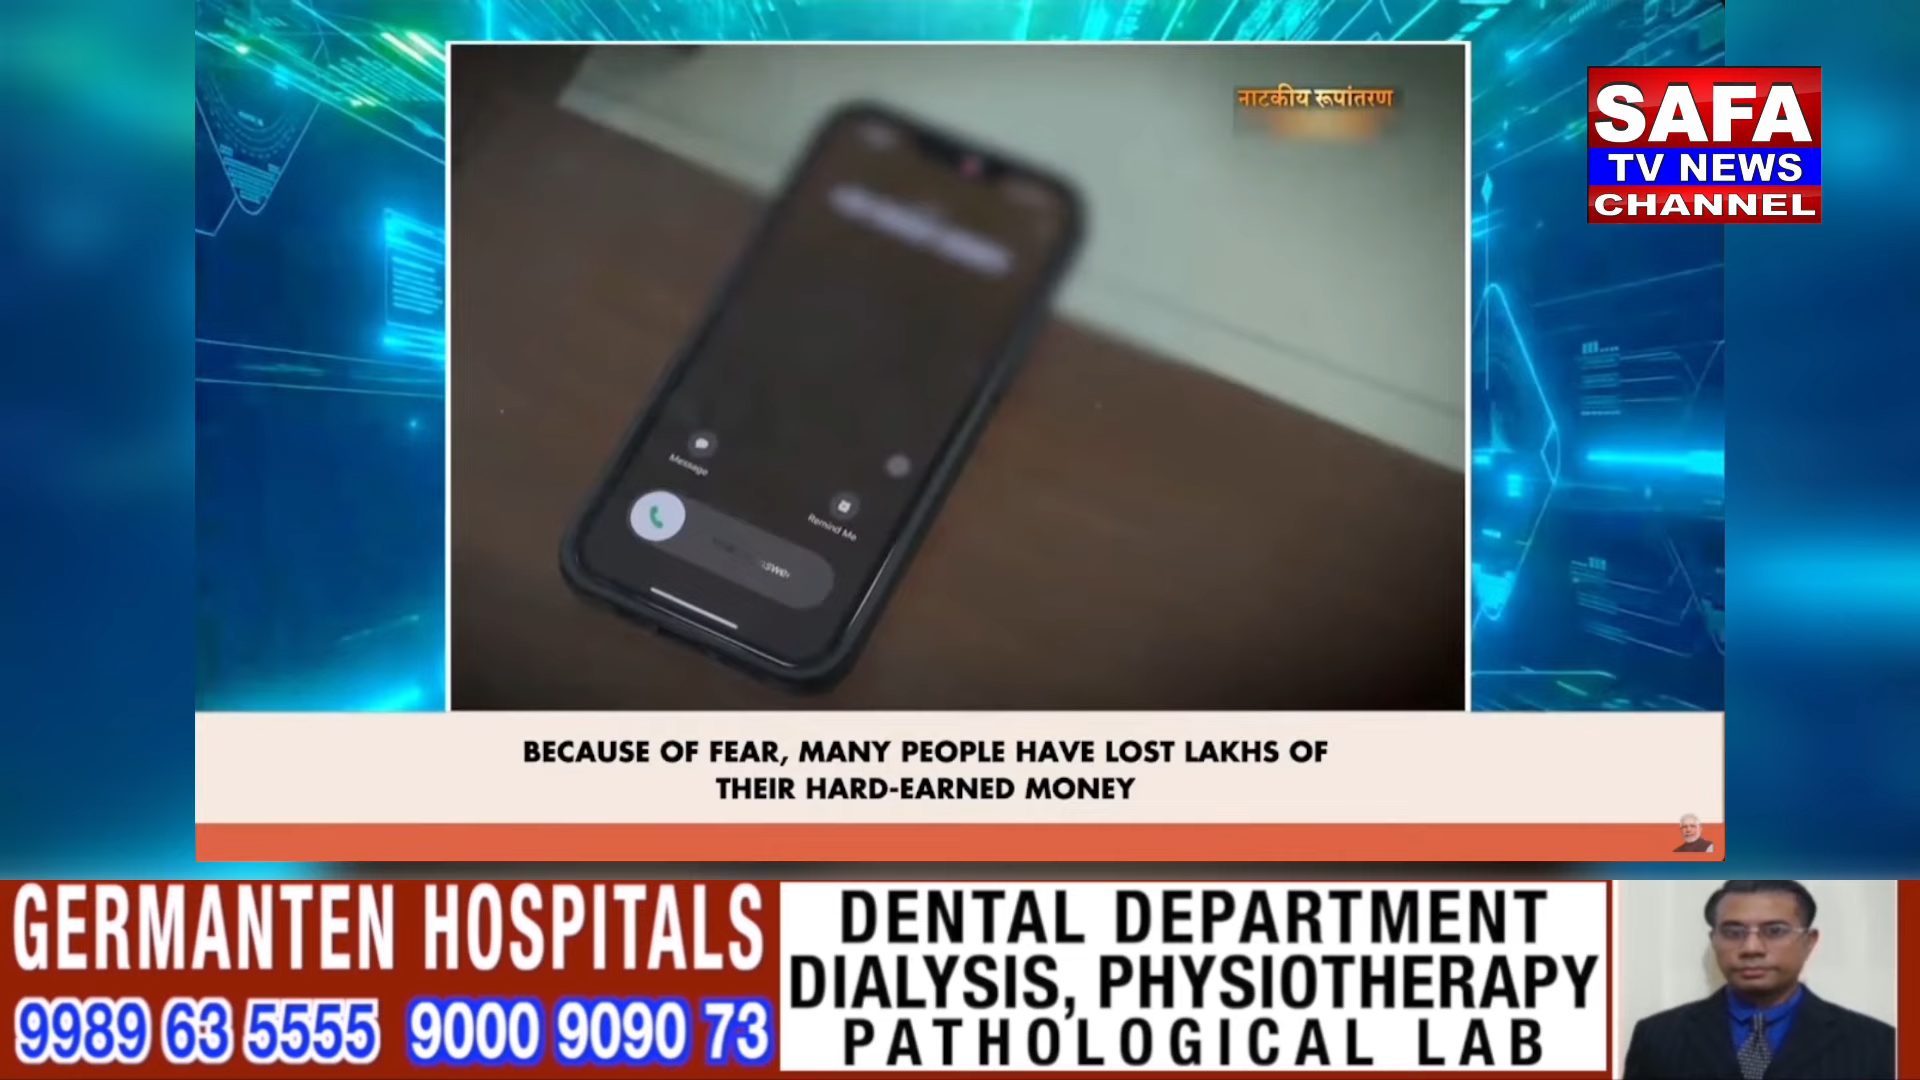 नाटकीय रूपांतरण
SAFA
TV NEWS
CHANNEL
Message
Remind Me
BECAUSE OF FEAR, MANY PEOPLE HAVE LOST LAKHS OF
THEIR HARD-EARNED MONEY
GERMANTEN HOSPITALS
9989 63 5555 9000 9090 73
DENTAL DEPARTMENT
DIALYSIS, PHYSIOTHERAPY
PATHOLOGICAL LAB